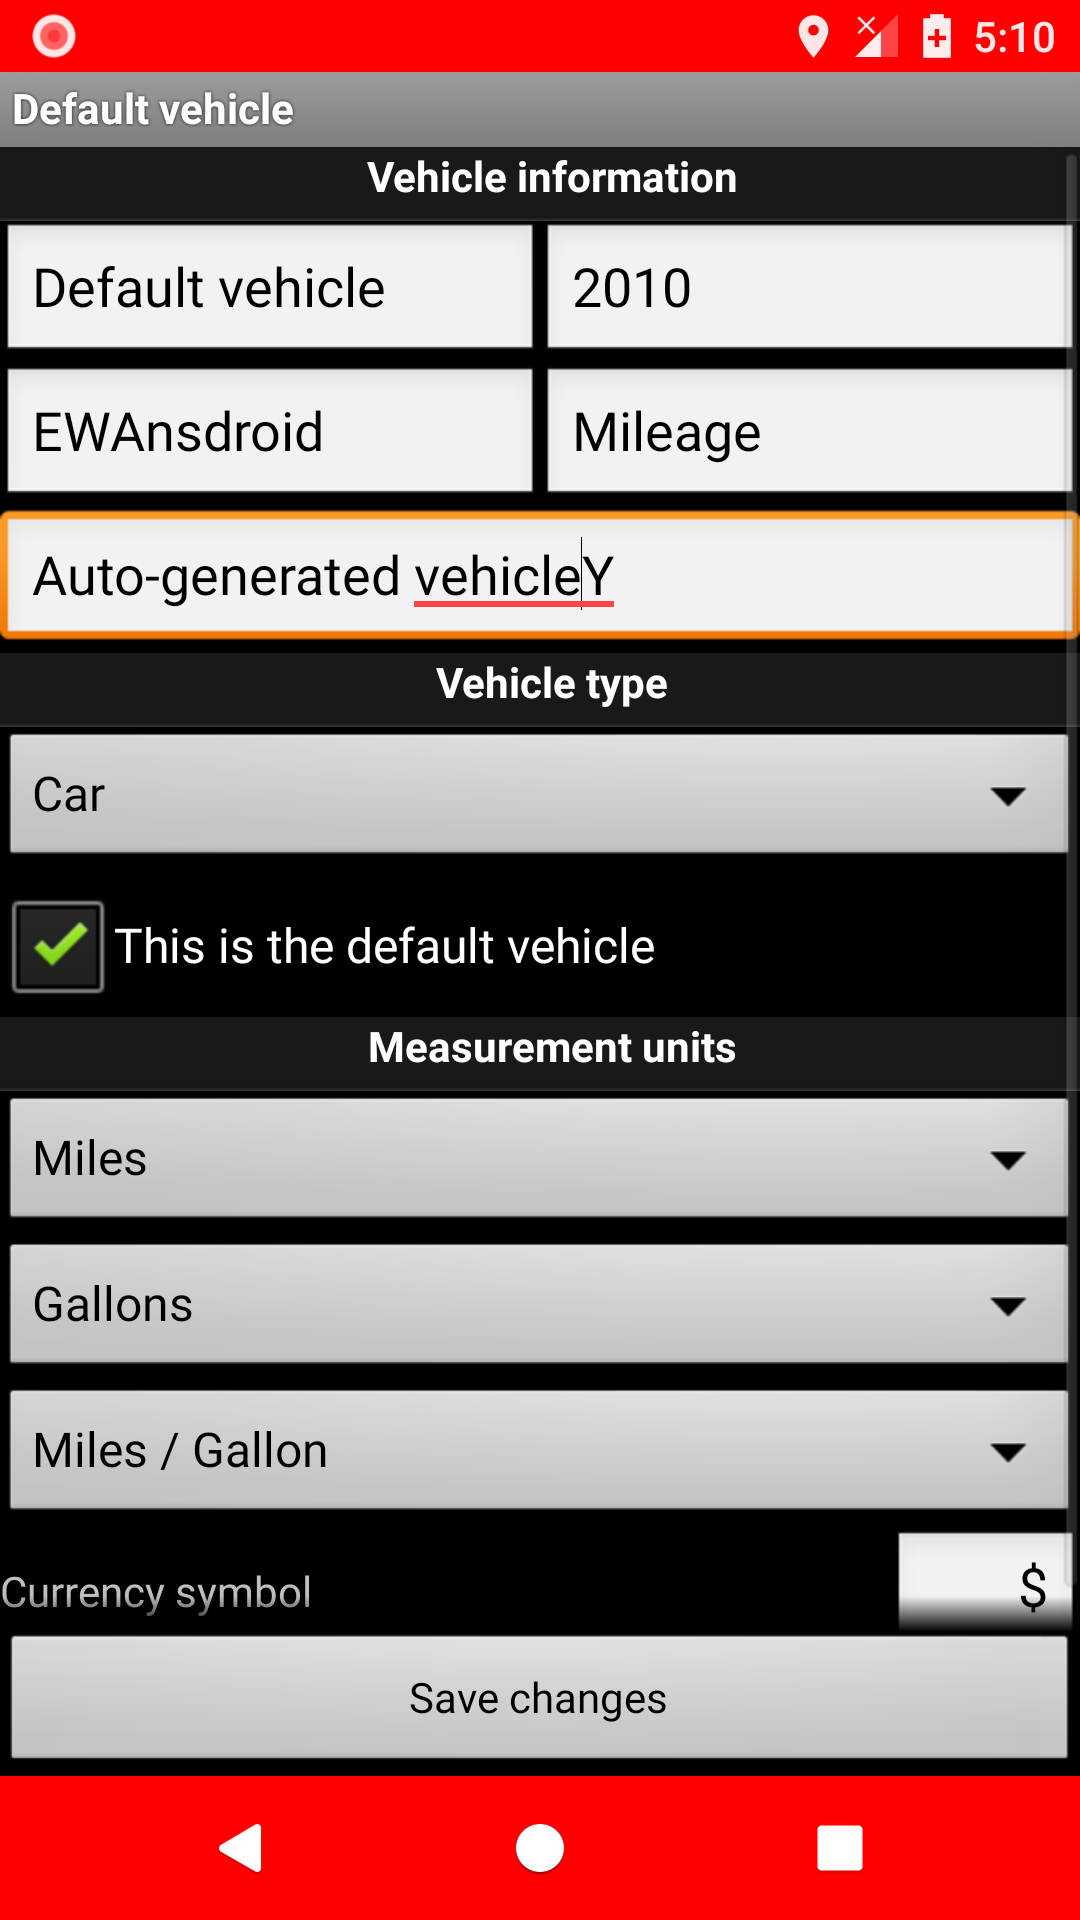 5:10
Default vehicle
Vehicle information
Default vehicle 2010
EWAnsdroid Mileage
Auto-generated vehicleY
Vehicle type
Car
This is the default vehicle
Measurement units
Miles
Gallons
Miles / Gallon
Currency symbol $
Save changes